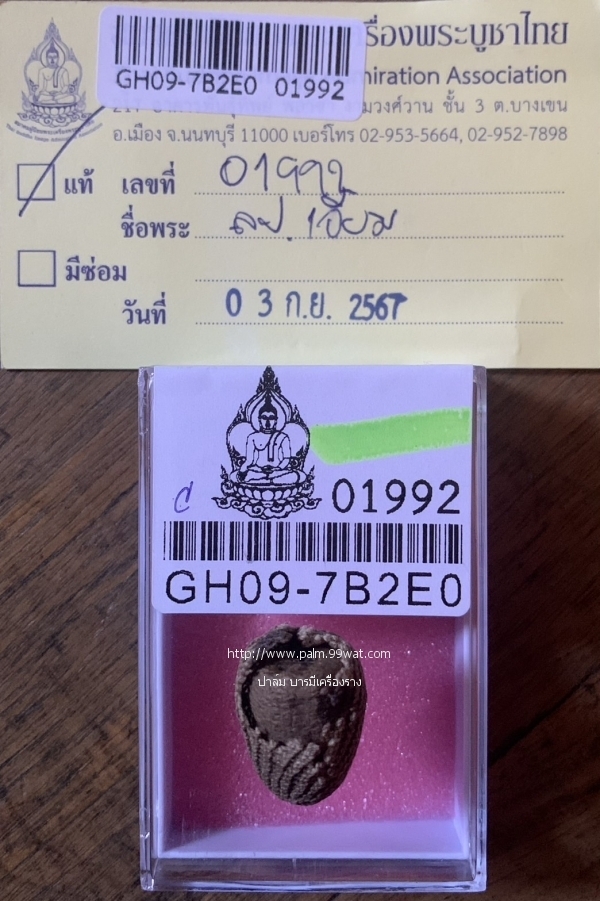 GH09-7B2E0 01992
เครื่องพระบูชาไทย
miration Association
ชั้น 3 ต.บางเขน
อ.เมือง จ.นนทบุรี 11000 เบอร์โทร 02-953-5664, 02-952-7898
แท้ เลขที่ 01992
ชื่อพระ ลป.เอี่ยม
มีซ่อม
วันที่ 03 ก.ย. 2567
C 01992
GH09-7B2E0
http://www.palm.99wat.com
ปาล์ม บารมีเครื่องราง